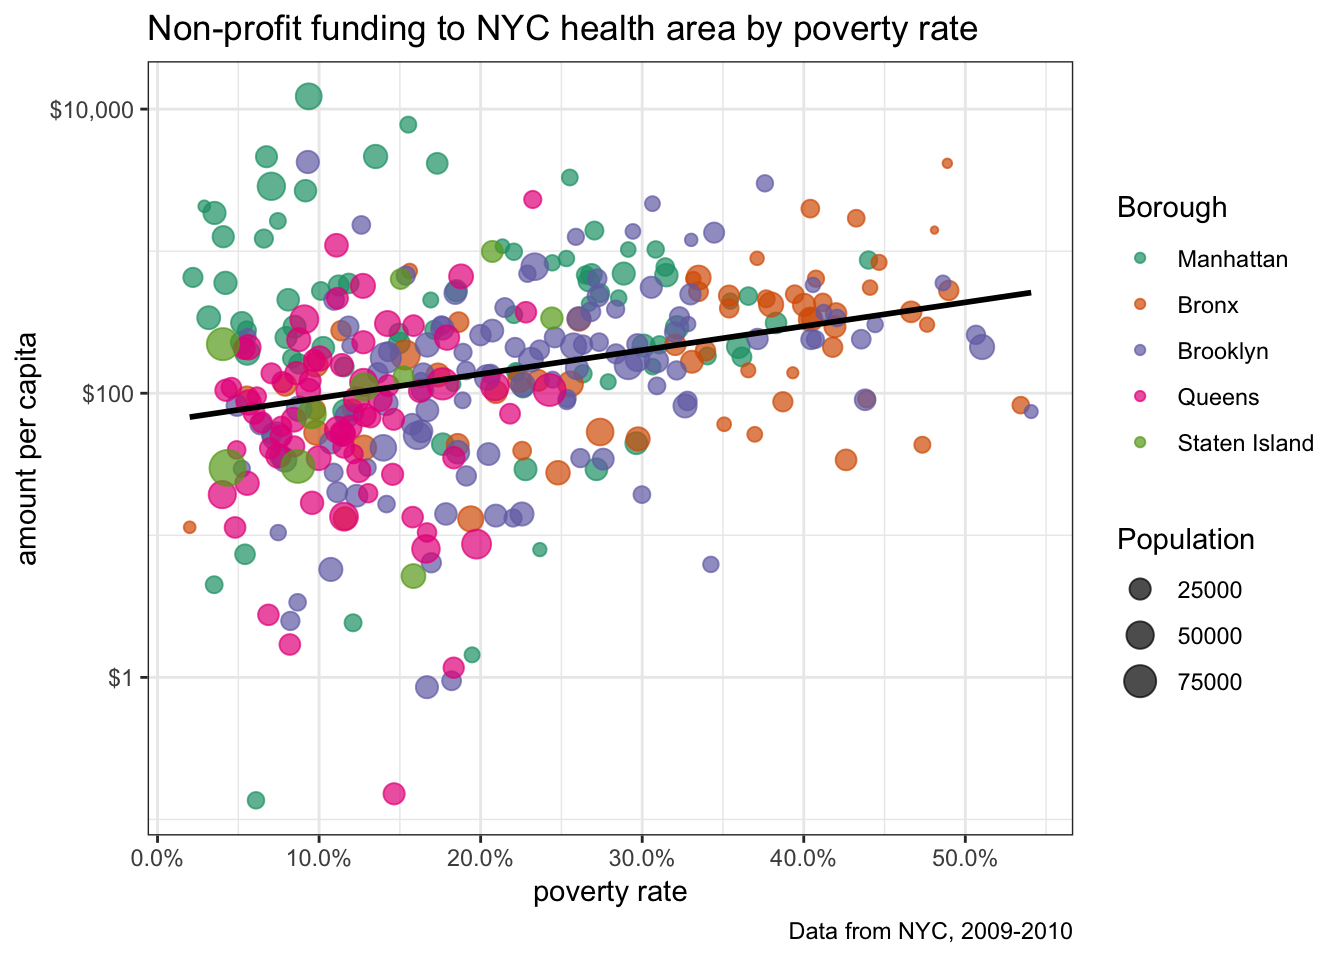 Non-profit funding to NYC health area by poverty rate
$10,000
$100
$1
amount per capita
0.0%
10.0%
20.0%
30.0%
40.0%
50.0%
poverty rate
Data from NYC, 2009-2010
Borough
Manhattan
Bronx
Brooklyn
Queens
Staten Island
Population
25000
50000
75000